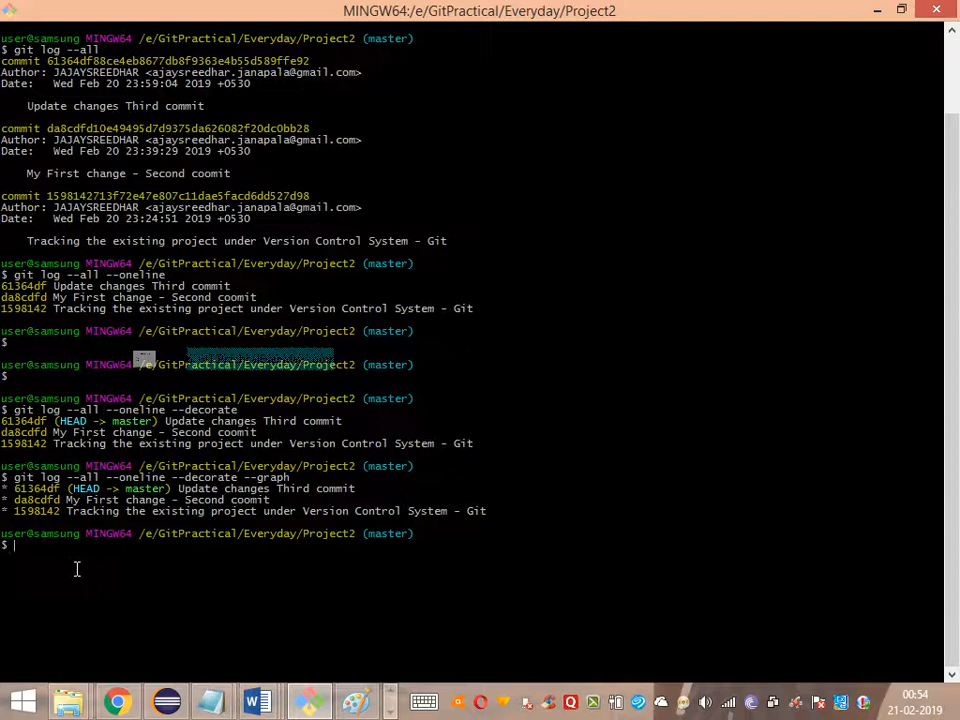 MINGW64:/e/GitPractical/Everyday/Project2
user@samsung MINGW64 /e/GitPractical/Everyday/Project2 (master)
$ git log --all
commit 61364df88ce4eb8677db8f9363e4b55d589ffe92
Author: JAJAYSREEDHAR <ajaysreedhar.janapala@gmail.com>
Date: Wed Feb 20 23:59:04 2019 +0530
Update changes Third commit
commit da8cdfd10e49495d7d9375da626082f20dc0bb28
Author: JAJAYSREEDHAR <ajaysreedhar.janapala@gmail.com>
Date: Wed Feb 20 23:39:29 2019 +0530
My First change - Second coomit
commit 1598142713f72e47e807c11dae5facd6dd527d98
Author: JAJAYSREEDHAR <ajaysreedhar.janapala@gmail.com>
Date: Wed Feb 20 23:24:51 2019 +0530
Tracking the existing project under Version Control System - Git
user@samsung MINGW64 /e/GitPractical/Everyday/Project2 (master)
$ git log --all --oneline
61364df Update changes Third commit
da8cdfd My First change - Second coomit
1598142 Tracking the existing project under Version Control System - Git
user@samsung MINGW64 /e/GitPractical/Everyday/Project2 (master)
$
user@samsung MINGW64 /e/GitPractical/Everyday/Project2 (master)
$
user@samsung MINGW64 /e/GitPractical/Everyday/Project2 (master)
$ git log --all --oneline --decorate
61364df (HEAD -> master) Update changes Third commit
da8cdfd My First change - Second coomit
1598142 Tracking the existing project under Version Control System - Git
user@samsung MINGW64 /e/GitPractical/Everyday/Project2 (master)
$ git log --all --oneline --decorate --graph
* 61364df (HEAD -> master) Update changes Third commit
* da8cdfd My First change - Second coomit
* 1598142 Tracking the existing project under Version Control System - Git
user@samsung MINGW64 /e/GitPractical/Everyday/Project2 (master)
$
00:54
21-02-2019